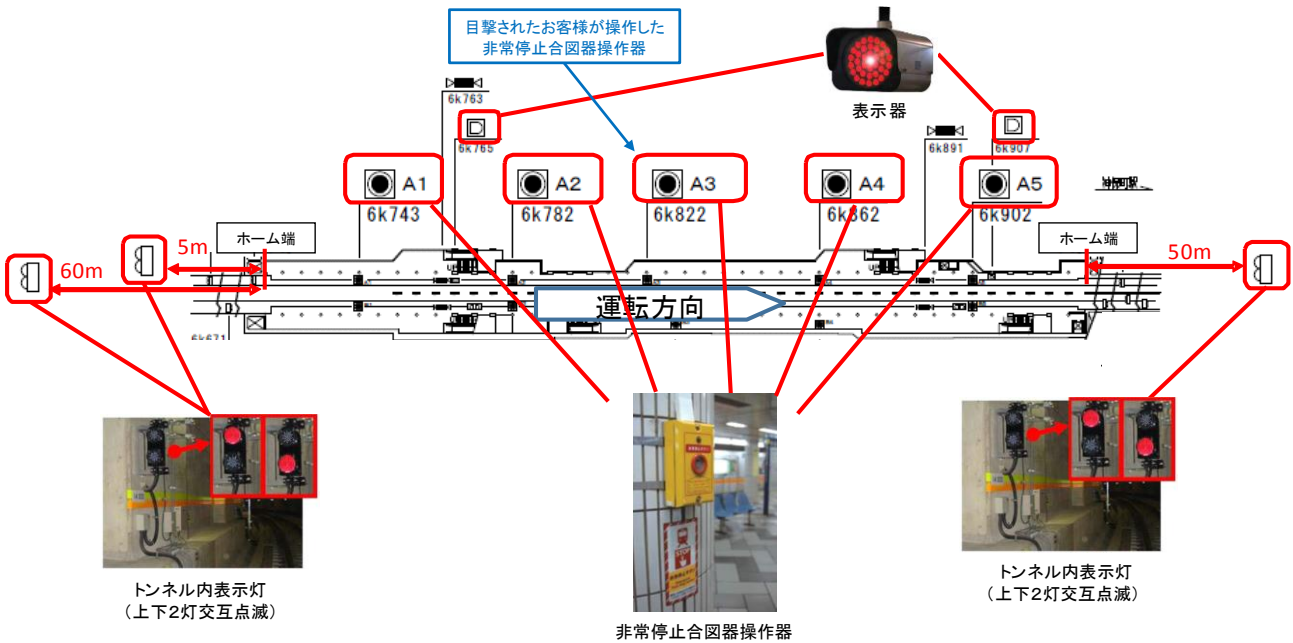 目撃されたお客様が操作した
非常停止合図器操作器
表示器
6k763
6k765
6k891
6k907
A1
A2
A3
A4
A5
6k743
6k782
6k822
6k862
6k902
神保町駅
ホーム端
ホーム端
5m
60m
50m
運転方向
6k671
トンネル内表示灯
（上下２灯交互点滅）
非常停止合図器操作器
トンネル内表示灯
（上下２灯交互点滅）